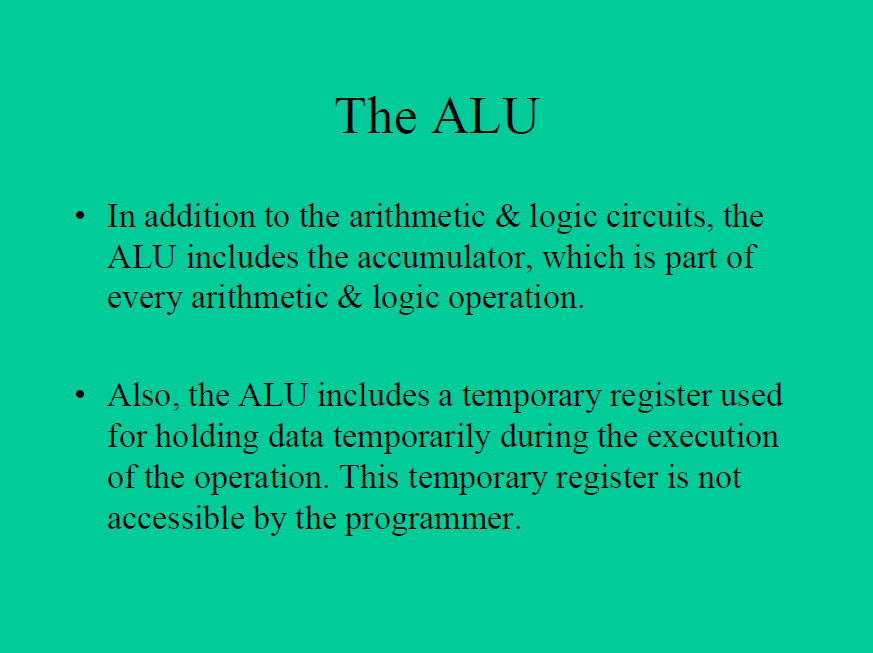 The ALU
• In addition to the arithmetic & logic circuits, the
ALU includes the accumulator, which is part of
every arithmetic & logic operation.
• Also, the ALU includes a temporary register used
for holding data temporarily during the execution
of the operation. This temporary register is not
accessible by the programmer.